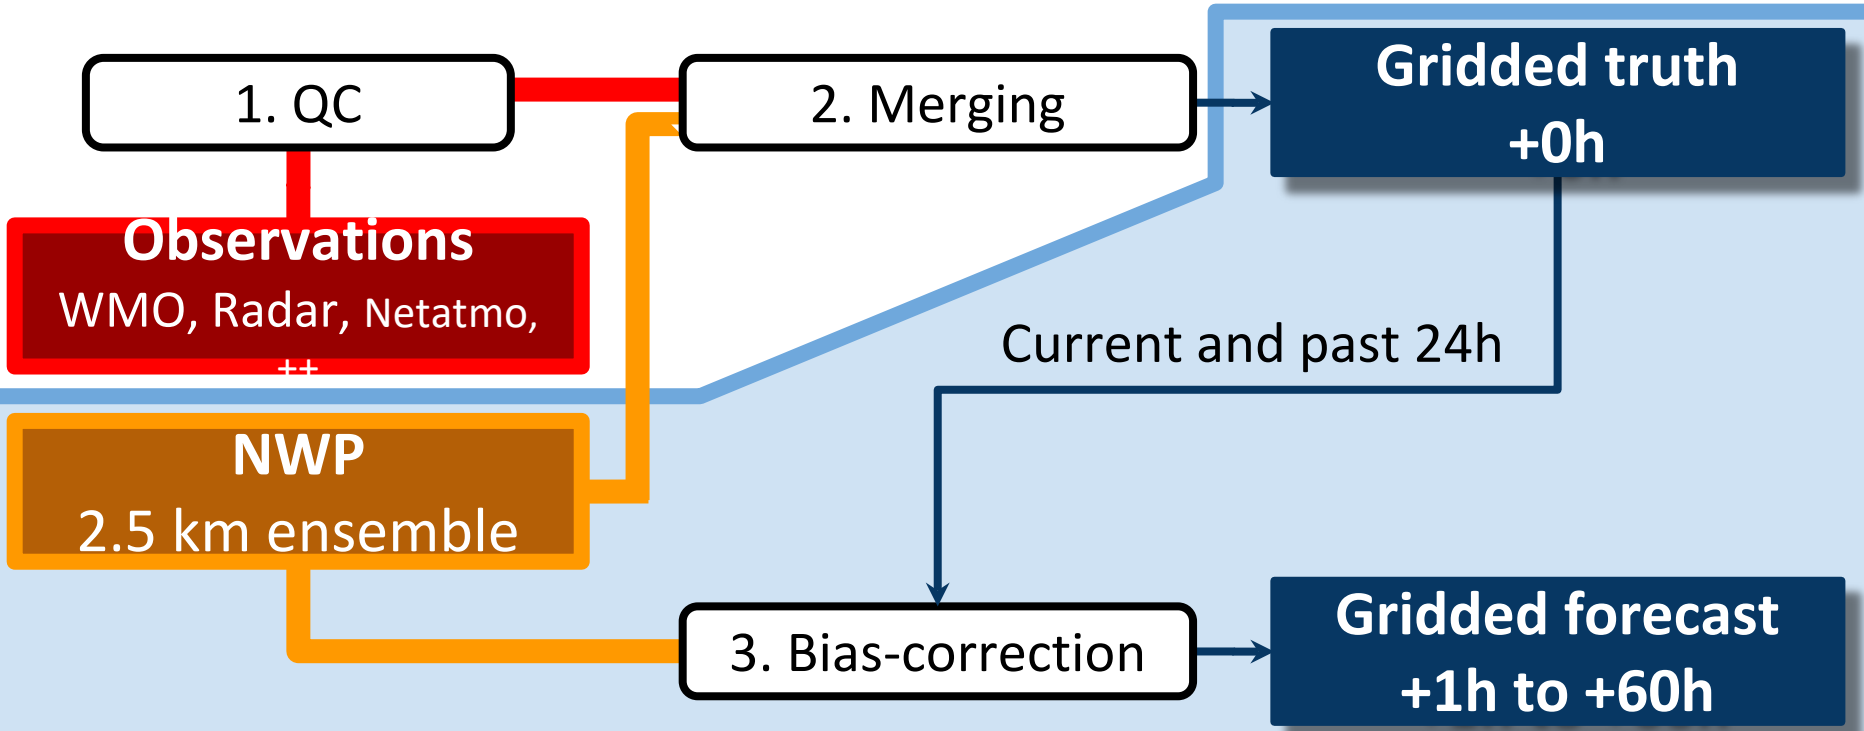 1. QC
2. Merging
Gridded truth
+0h
Observations
WMO, Radar, Netatmo,
++
Current and past 24h
NWP
2.5 km ensemble
3. Bias-correction
Gridded forecast
+1h to +60h